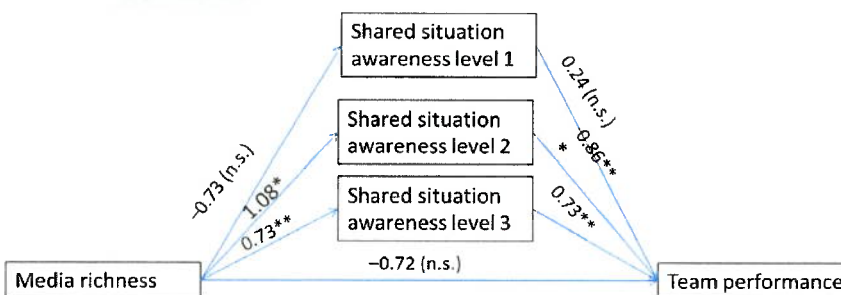 Shared situation
awareness level 1
0.24 (n.s.)
Shared situation
awareness level 2
*
0.86**
–0.73 (n.s.)
1.08*
Shared situation
awareness level 3
0.73**
0.73**
–0.72 (n.s.)
Media richness
Team performance